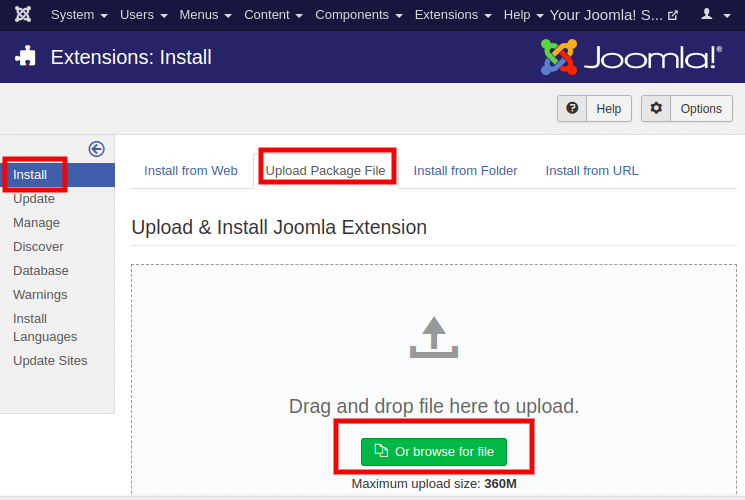 System Users Menus Content Components Extensions Help Your Joomla! S...
Extensions: Install Joomla!®
Help Options
Install
Update
Manage
Discover
Database
Warnings
Install
Languages
Update Sites
Install from Web Upload Package File Install from Folder Install from URL
Upload & Install Joomla Extension
Drag and drop file here to upload.
Or browse for file
Maximum upload size: 360M